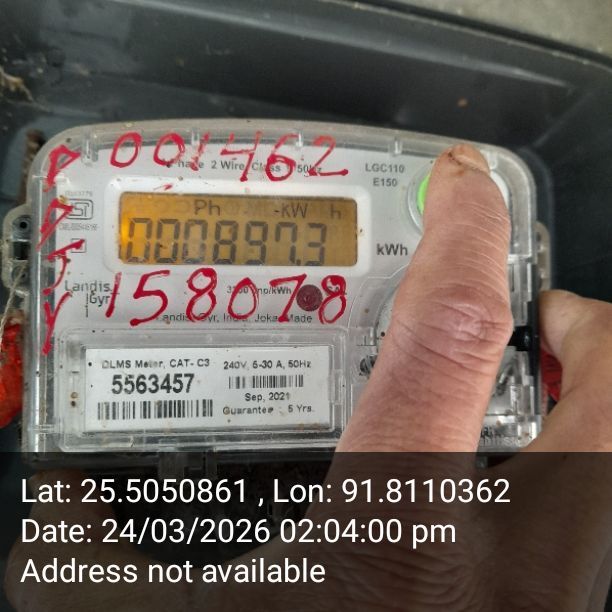 001462
Phase 2 Wire Class 1 50Hz
LGC110
E150
Ph -kW h
000897.3
kWh
Landis
Gyr
3200 imp/kWh
158078
Landis Gyr, India, Joka Made
DLMS Meter, CAT- C3
240V, 5-30 A, 50Hz
5563457
Sep, 2021
Guarantee : 5 Yrs.
Lat: 25.5050861 , Lon: 91.8110362
Date: 24/03/2026 02:04:00 pm
Address not available